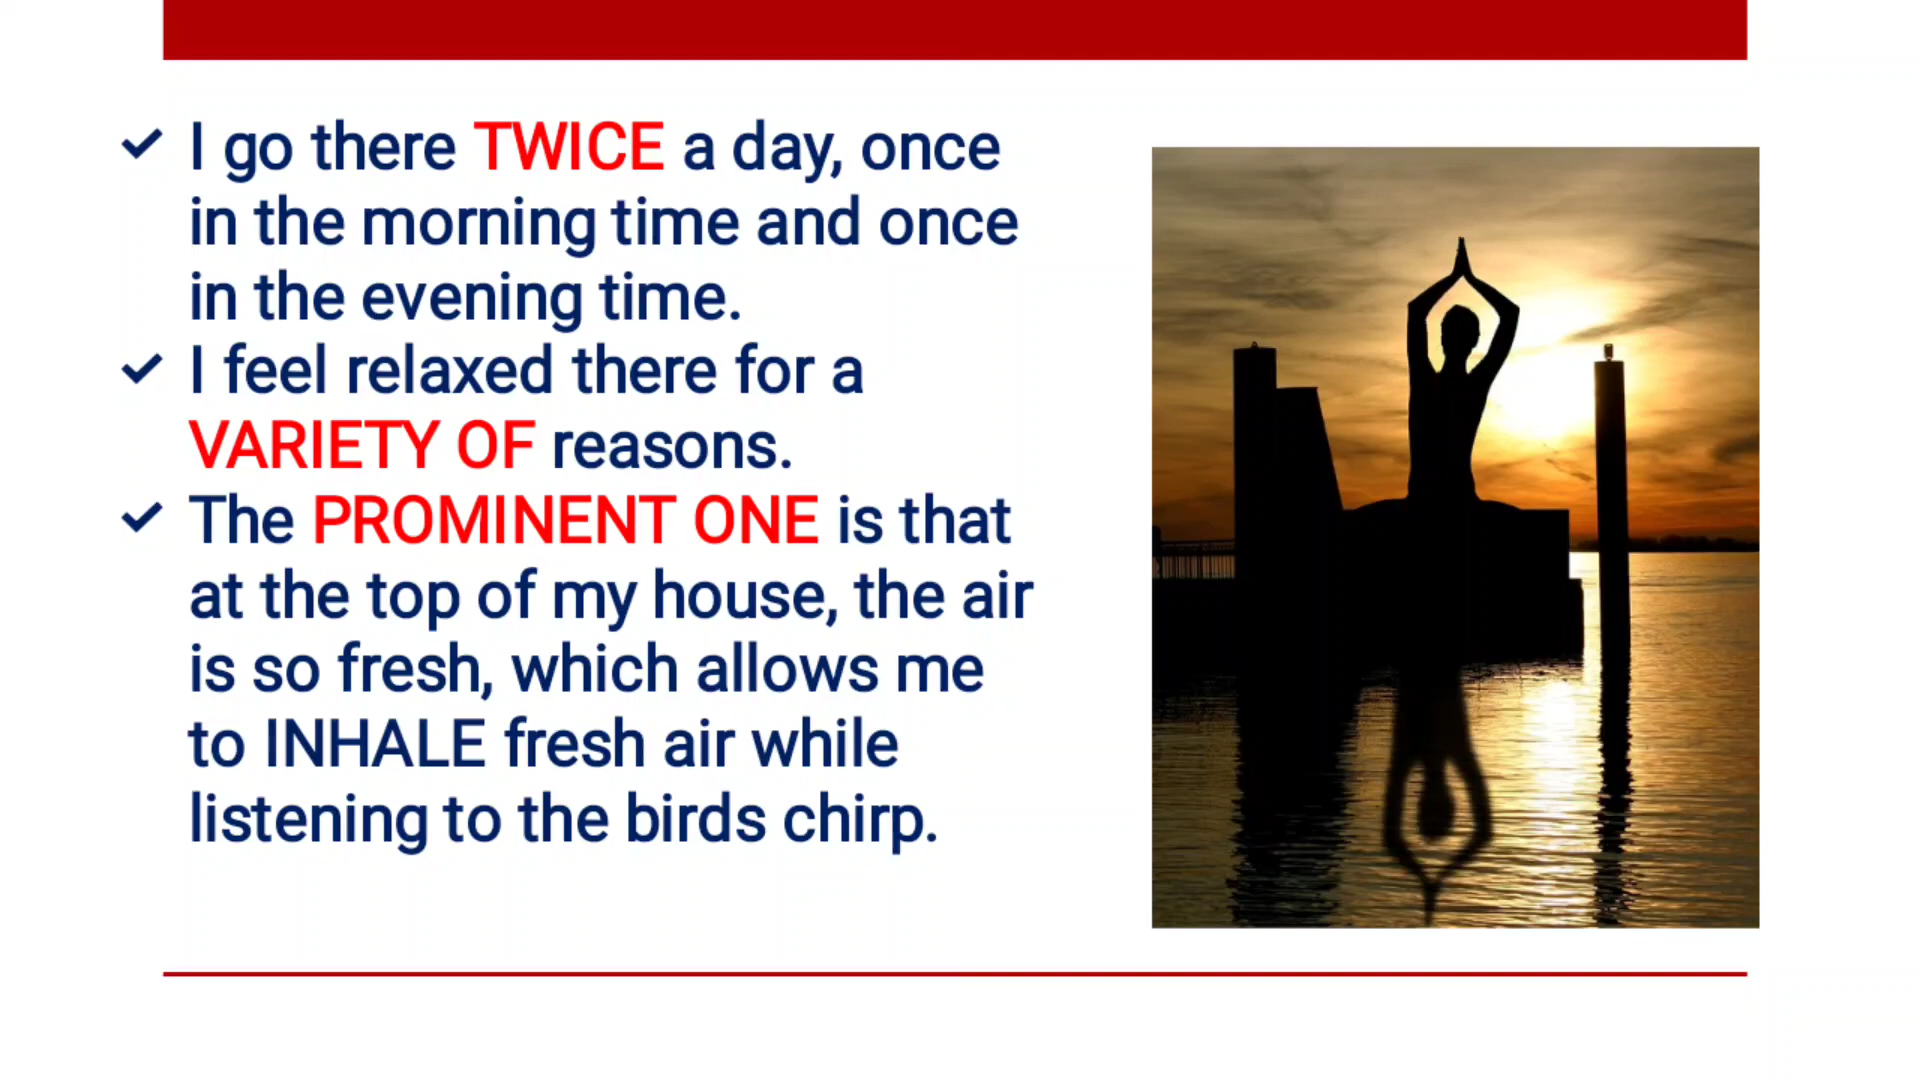 I go there TWICE a day, once
in the morning time and once
in the evening time.
I feel relaxed there for a
VARIETY OF reasons.
The PROMINENT ONE is that
at the top of my house, the air
is so fresh, which allows me
to INHALE fresh air while
listening to the birds chirp.